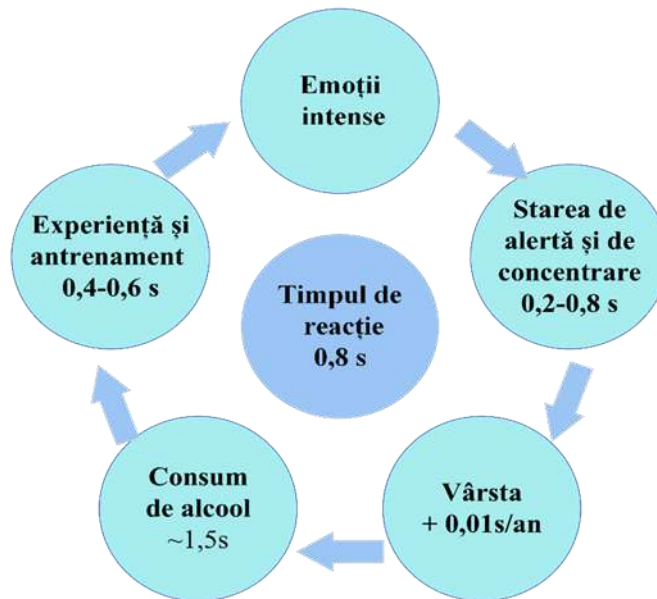 Emoții
intense
Starea de
alertă și de
concentrare
0,2-0,8 s
Vârsta
+ 0,01s/an
Consum
de alcool
~1,5s
Experiență și
antrenament
0,4-0,6 s
Timpul de
reacție
0,8 s